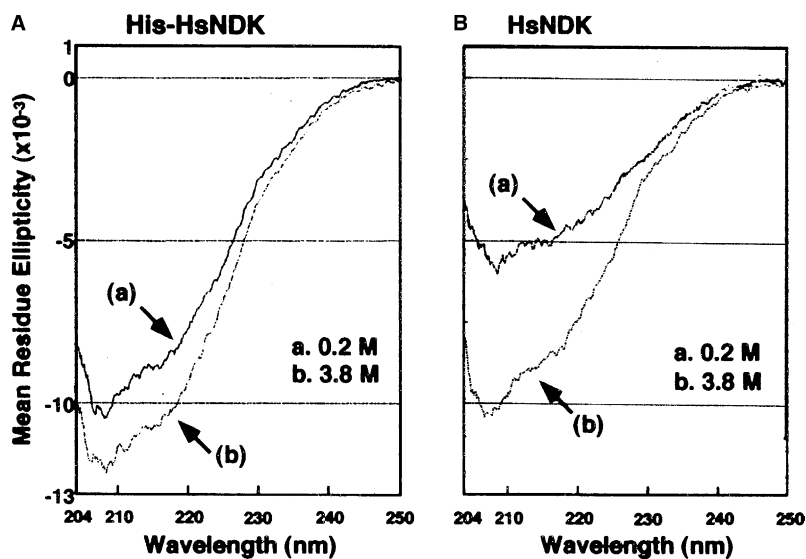 A
His-HsNDK
B
HsNDK
Mean Residue Ellipticity (x10-3)
1
0
-5
-10
-13
(a)
(b)
a. 0.2 M
b. 3.8 M
204 210 220 230 240 250
Wavelength (nm)
(a)
(b)
a. 0.2 M
b. 3.8 M
204 210 220 230 240 250
Wavelength (nm)